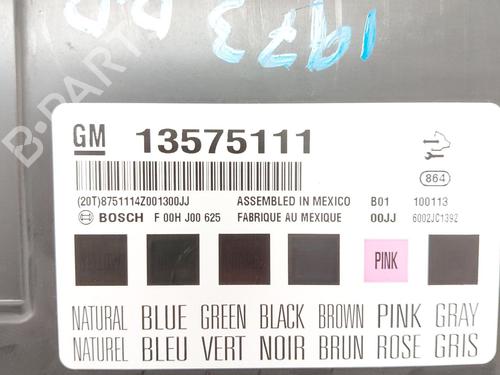 1973
B-PARTS
GM 13575111
864
(20T)8751114Z001300JJ ASSEMBLED IN MEXICO B01 100113
BOSCH F 00H J00 625 FABRIQUE AU MEXIQUE 00JJ 6002JC1392
PINK
NATURAL BLUE GREEN BLACK BROWN PINK GRAY
NATUREL BLEU VERT NOIR BRUN ROSE GRIS